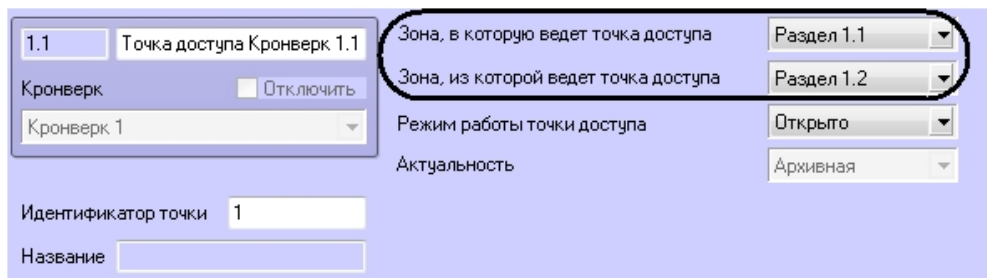 1.1 Точка доступа Кронверк 1.1
Кронверк Отключить
Кронверк 1
Идентификатор точки 1
Название
Зона, в которую ведет точка доступа Раздел 1.1
Зона, из которой ведет точка доступа Раздел 1.2
Режим работы точки доступа Открыто
Актуальность Архивная